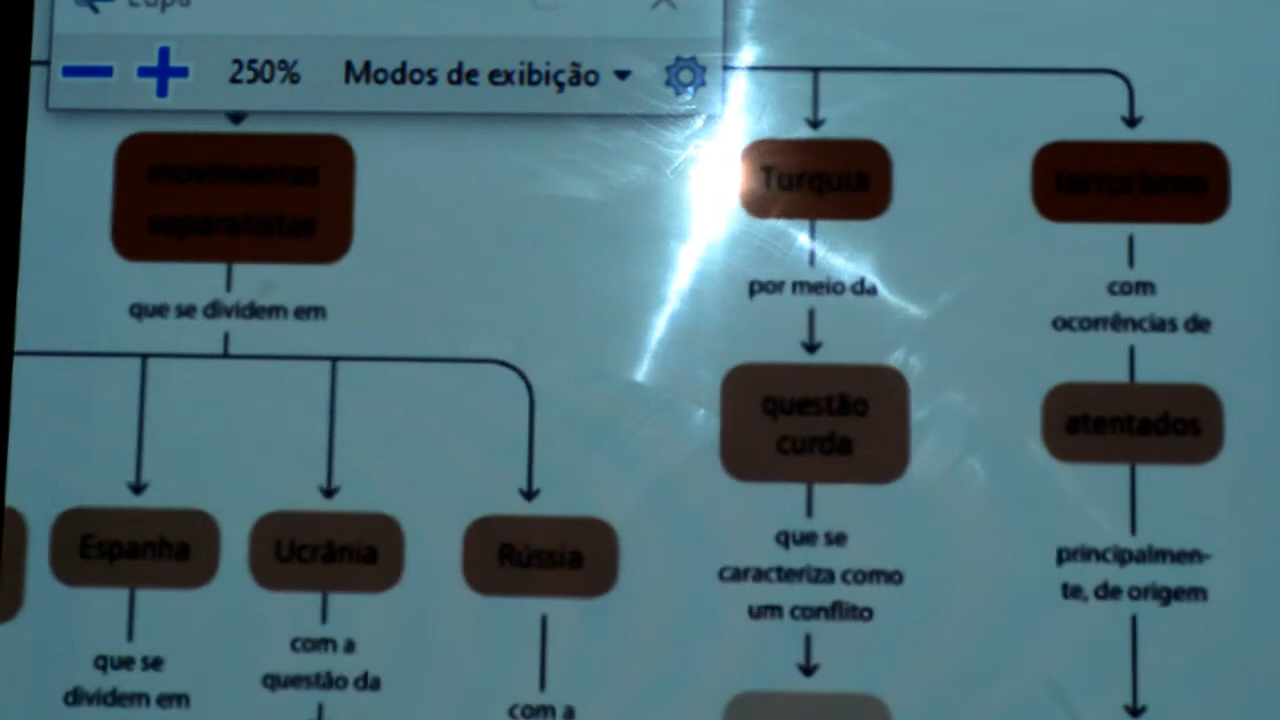 Lupa
250% Modos de exibição
movimentos
separatistas
que se dividem em
Espanha
que se
dividem em
Ucrânia
com a
questão da
Rússia
com a
Turquia
por meio da
questão
curda
que se
caracteriza como
um conflito
terrorismo
com
ocorrências de
atentados
principalmen-
te, de origem